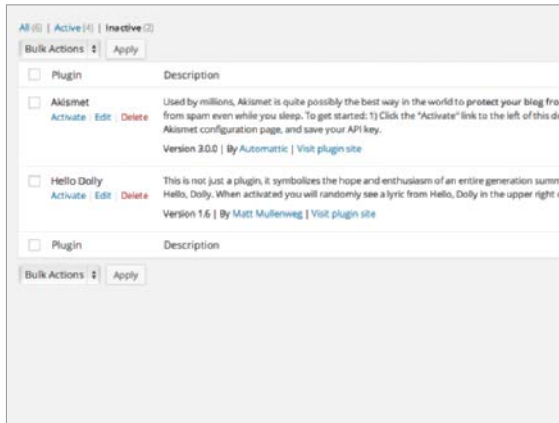 All (6) | Active (4) | Inactive (2)
Bulk Actions Apply
Plugin Description
Akismet
Activate | Edit | Delete
Used by millions, Akismet is quite possibly the best way in the world to protect your blog fro
from spam even while you sleep. To get started: 1) Click the "Activate" link to the left of this d
Akismet configuration page, and save your API key.
Version 3.0.0 | By Automattic | Visit plugin site
Hello Dolly
Activate | Edit | Delete
This is not just a plugin, it symbolizes the hope and enthusiasm of an entire generation summ
Hello, Dolly. When activated you will randomly see a lyric from Hello, Dolly in the upper right
Version 1.6 | By Matt Mullenweg | Visit plugin site
Plugin Description
Bulk Actions Apply